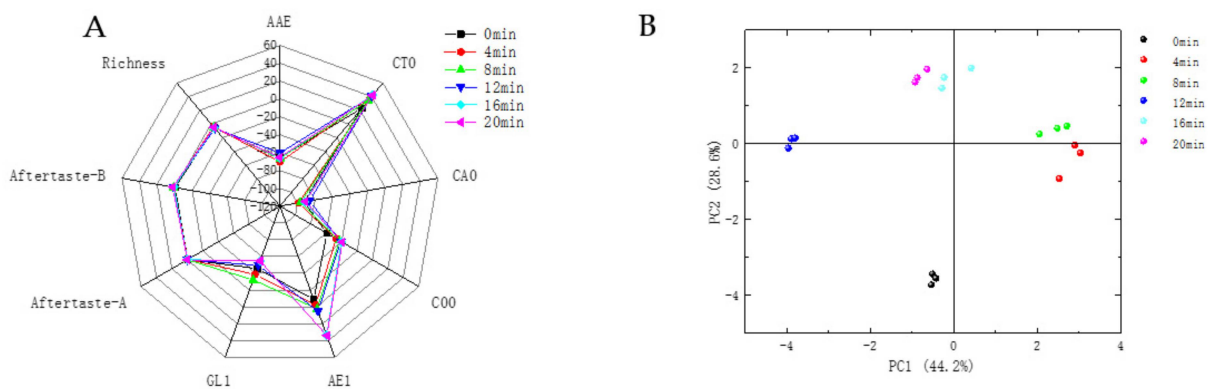 A
AAE
60
40
20
0
-20
-40
-60
-80
-100
-120
CTO
CAO
COO
AE1
GL1
Aftertaste-A
Aftertaste-B
Richness
0min
4min
8min
12min
16min
20min
B
2
0
-2
-4
PC2 (28.6%)
-4
-2
0
2
4
PC1 (44.2%)
0min
4min
8min
12min
16min
20min